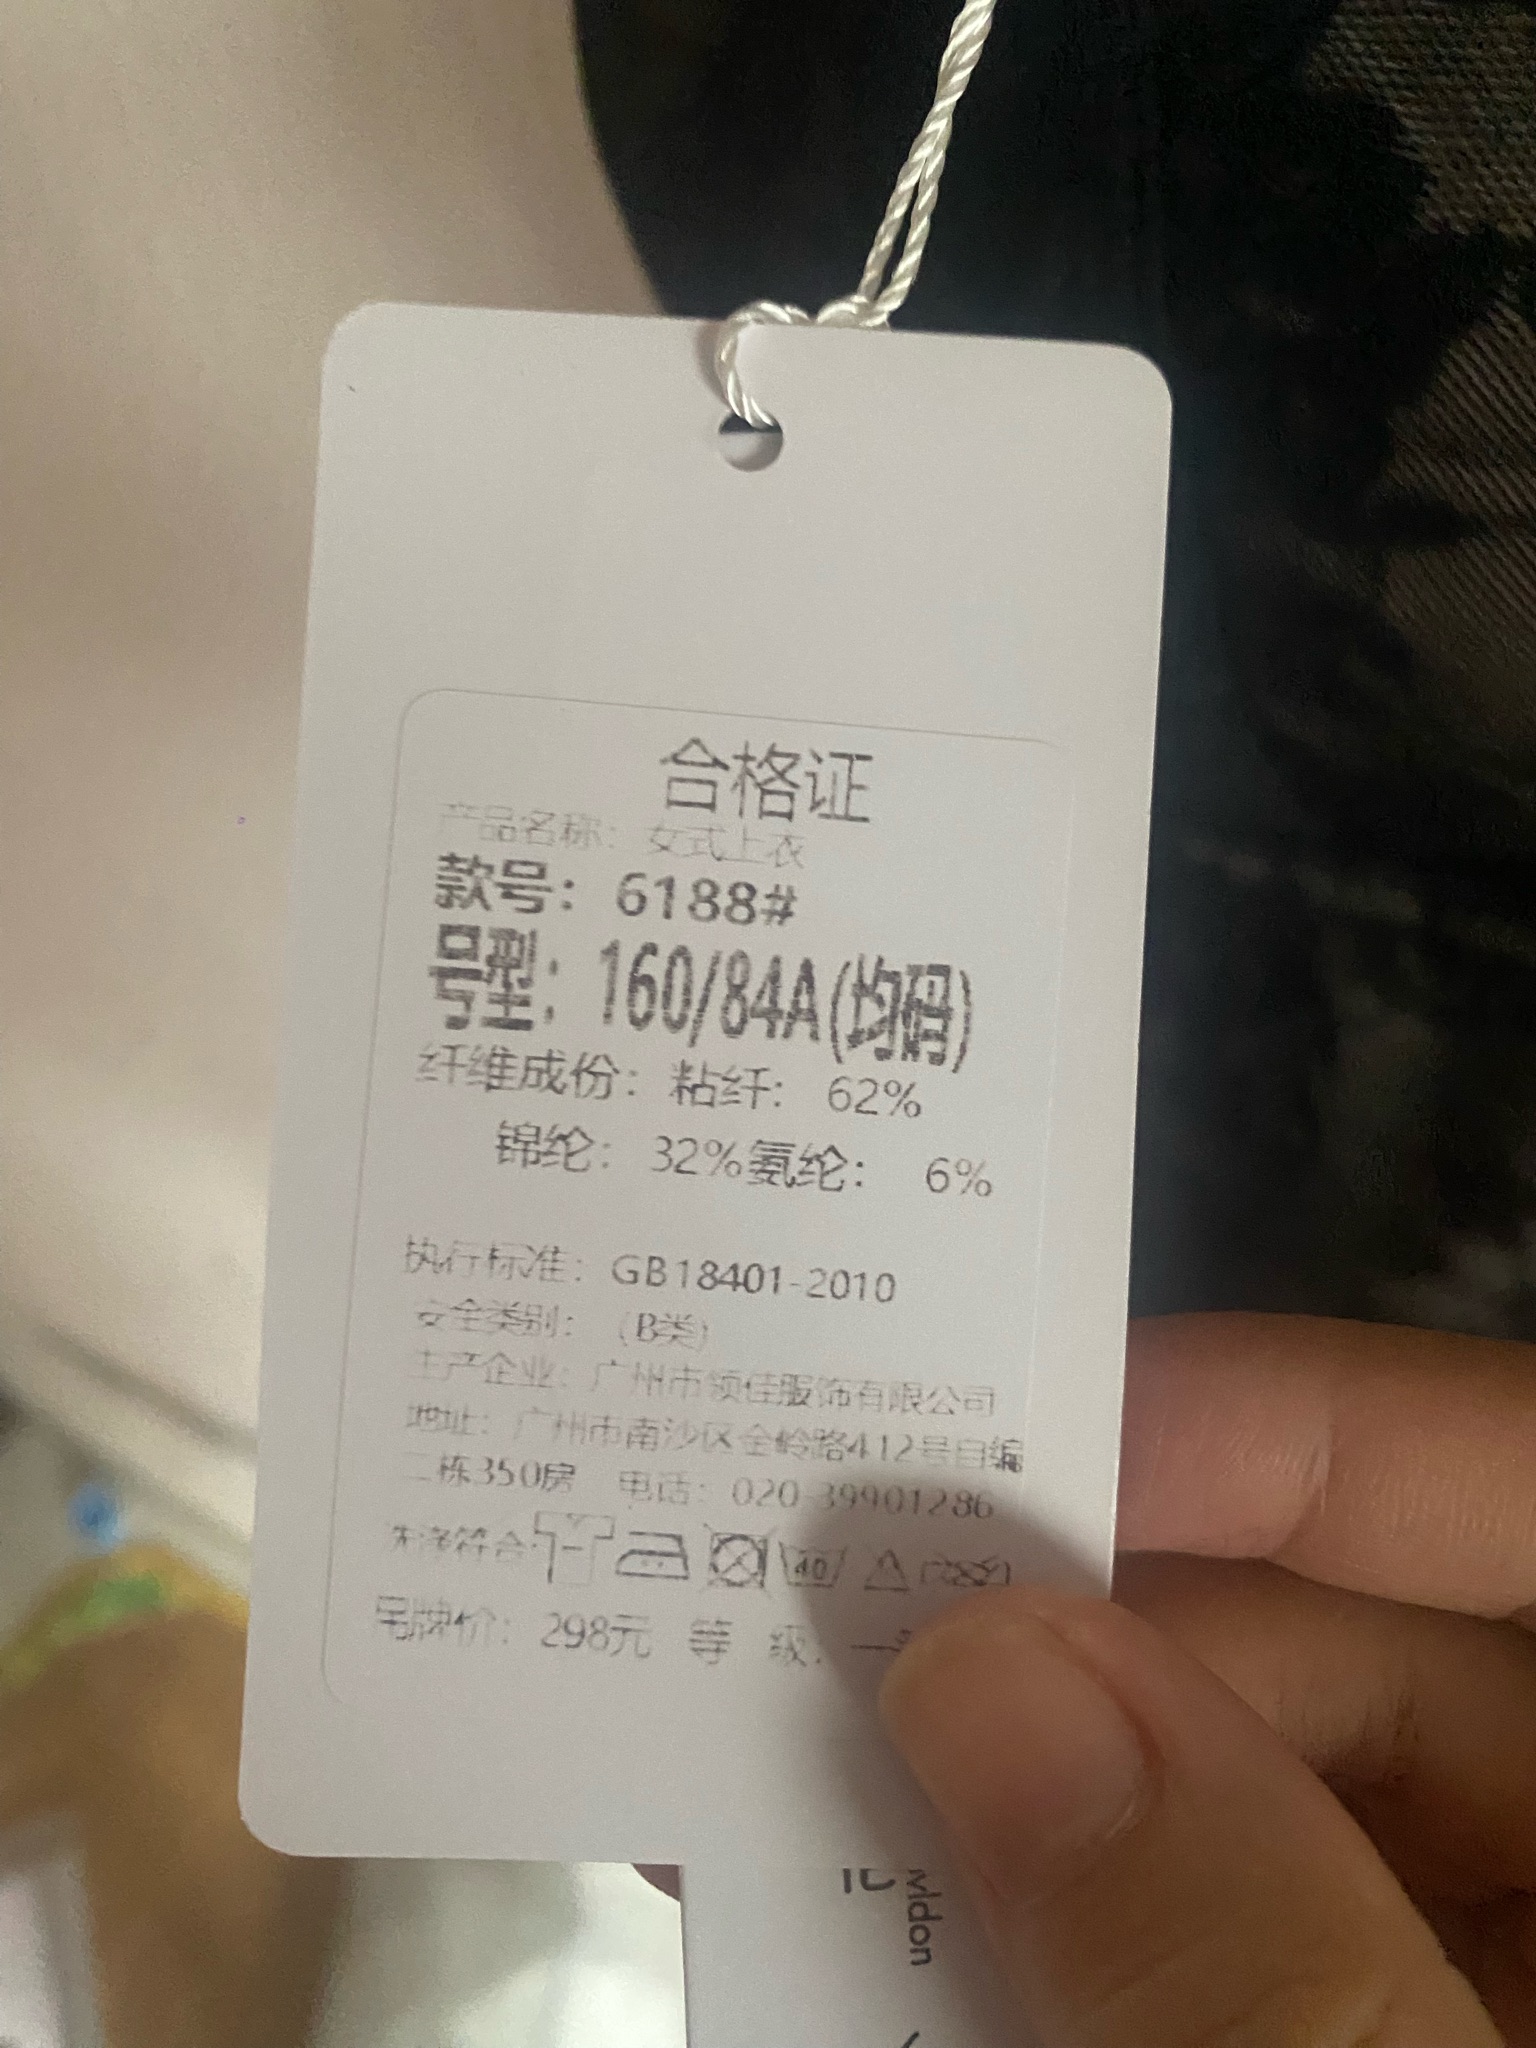 合格证
产品名称：女式上衣
款号：6188#
号型：160/84A(均码)
纤维成份：粘纤：62%
锦纶：32%氨纶：6%
执行标准：GB18401-2010
安全类别：（B类）
生产企业：广州市领佳服饰有限公司
地址：广州市南沙区金岭路412号自编
二栋350房 电话：020-39901286
洗涤符合: 40
吊牌价：298元 等 级：一